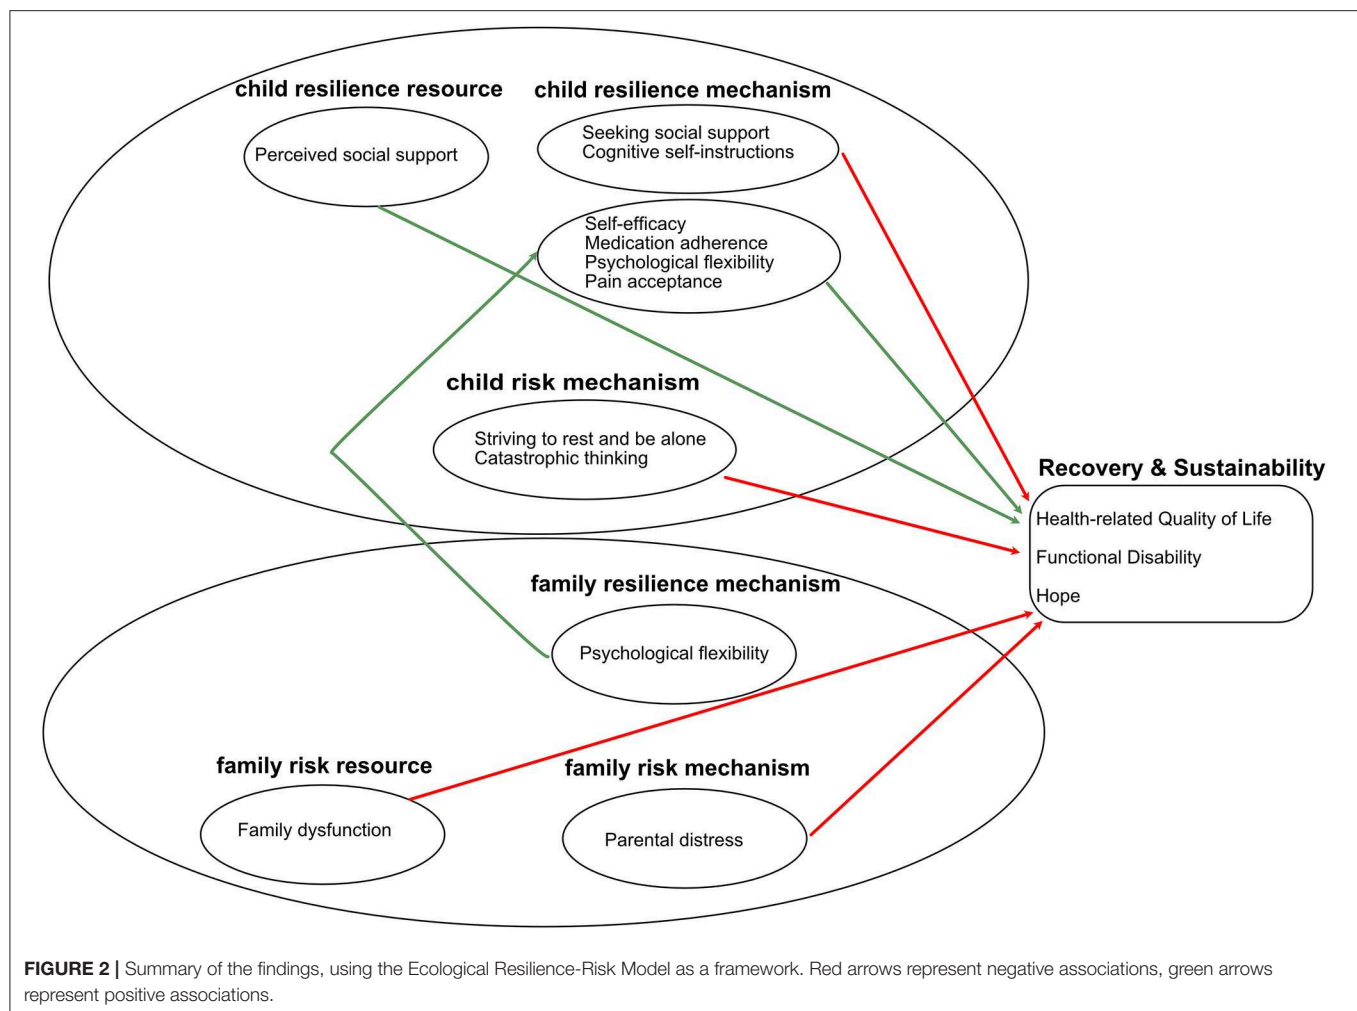 child resilience resource
child resilience mechanism
Perceived social support
Seeking social support
Cognitive self-instructions
Self-efficacy
Medication adherence
Psychological flexibility
Pain acceptance
child risk mechanism
Striving to rest and be alone
Catastrophic thinking
Recovery & Sustainability
Health-related Quality of Life
Functional Disability
Hope
family resilience mechanism
Psychological flexibility
family risk resource
family risk mechanism
Family dysfunction
Parental distress
FIGURE 2 | Summary of the findings, using the Ecological Resilience-Risk Model as a framework. Red arrows represent negative associations, green arrows
represent positive associations.